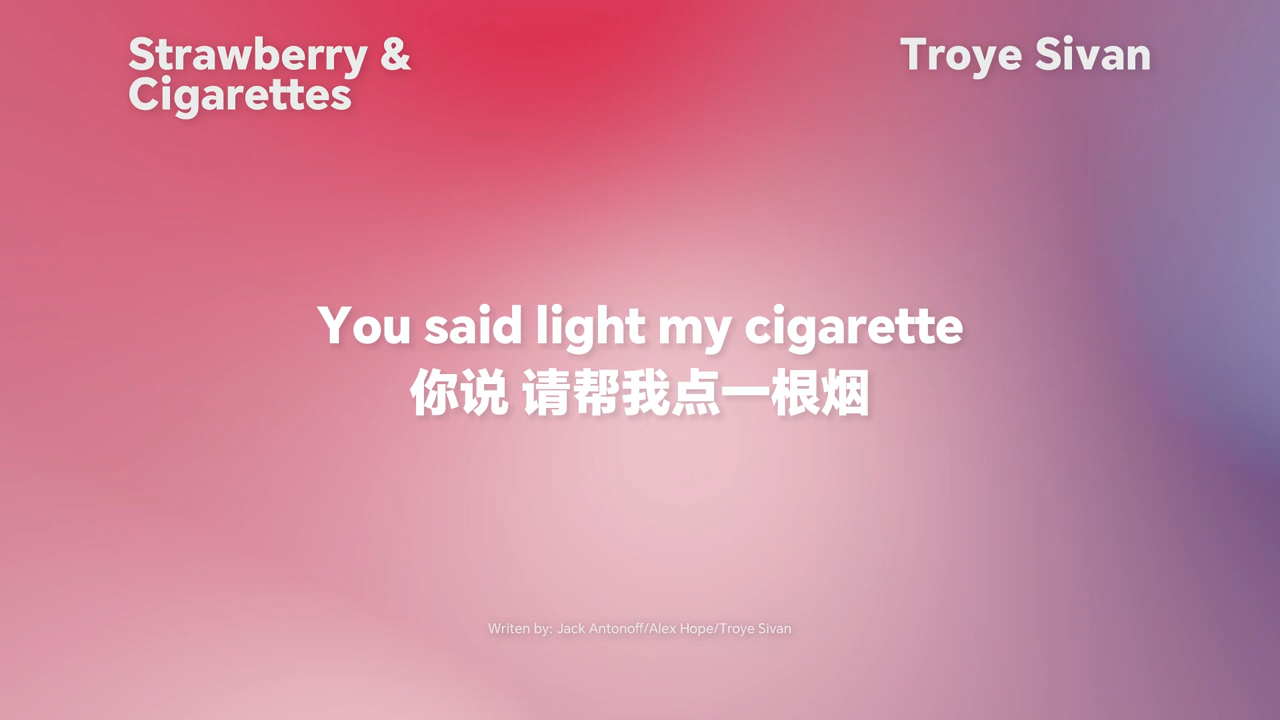 Strawberry &
Cigarettes
Troye Sivan
You said light my cigarette
你说 请帮我点一根烟
Writen by: Jack Antonoff/Alex Hope/Troye Sivan